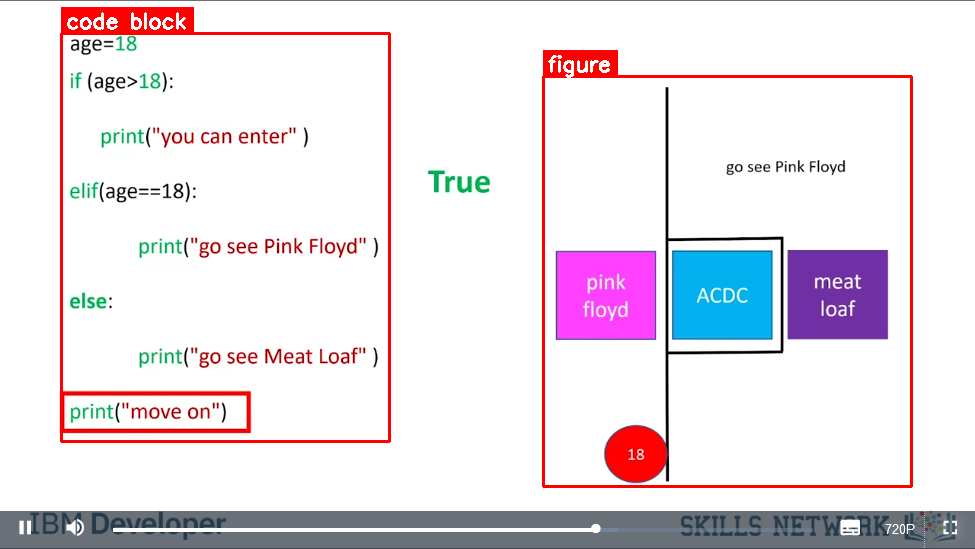 code block
age=18
if (age>18):
print("you can enter" )
elif(age==18):
print("go see Pink Floyd" )
else:
print("go see Meat Loaf" )
print("move on")
True
figure
go see Pink Floyd
pink
floyd
ACDC
meat
loaf
18
IBM Developer
SKILLS NETWORK
720P